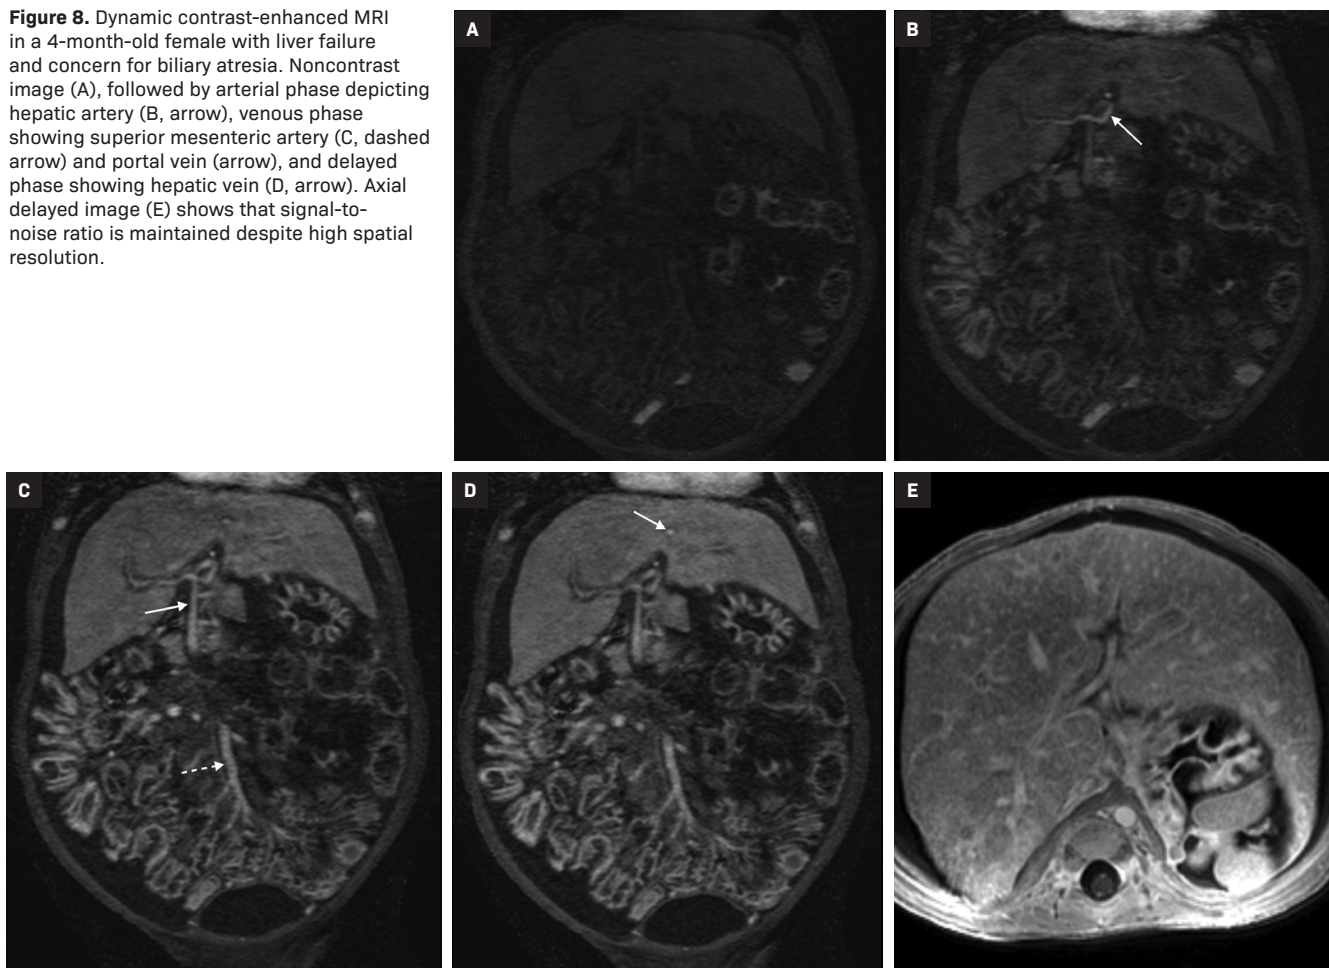 Figure 8. Dynamic contrast-enhanced MRI
in a 4-month-old female with liver failure
and concern for biliary atresia. Noncontrast
image (A), followed by arterial phase depicting
hepatic artery (B, arrow), venous phase
showing superior mesenteric artery (C, dashed
arrow) and portal vein (arrow), and delayed
phase showing hepatic vein (D, arrow). Axial
delayed image (E) shows that signal-to-
noise ratio is maintained despite high spatial
resolution.
A
B
C
D
E